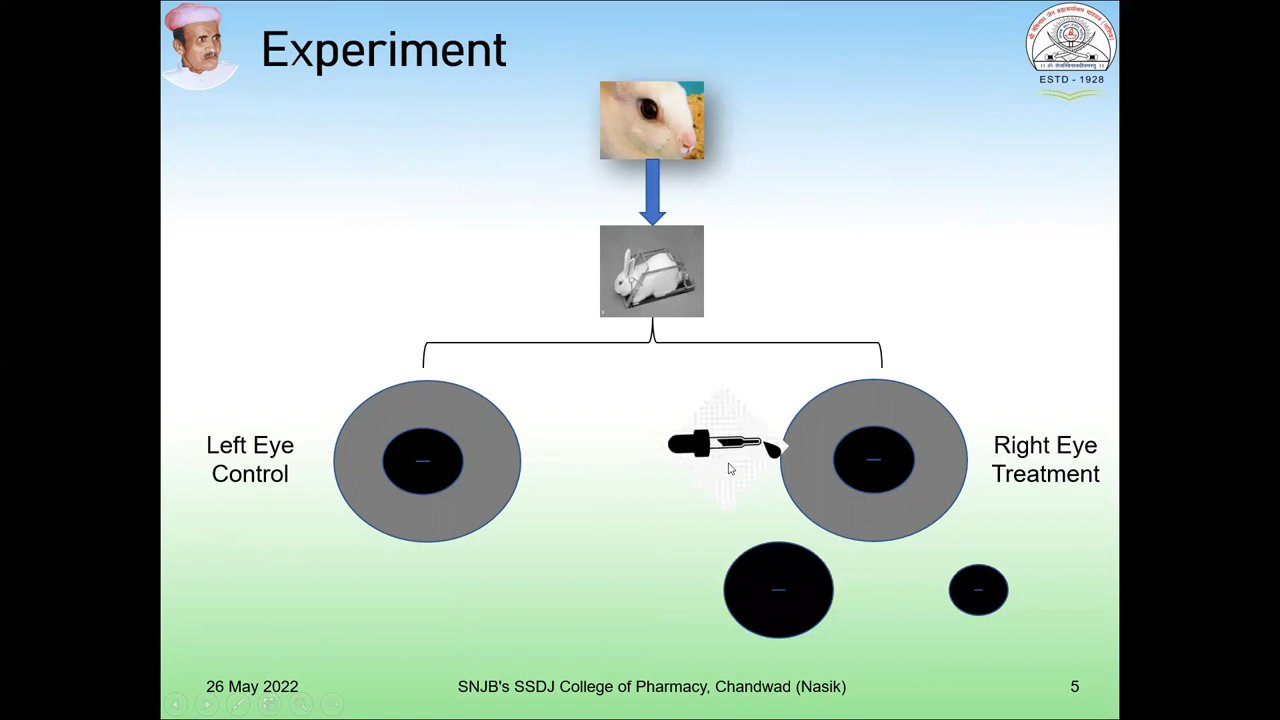 Experiment
ESTD - 1928
Left Eye
Control
Right Eye
Treatment
26 May 2022
SNJB's SSDJ College of Pharmacy, Chandwad (Nasik)
5